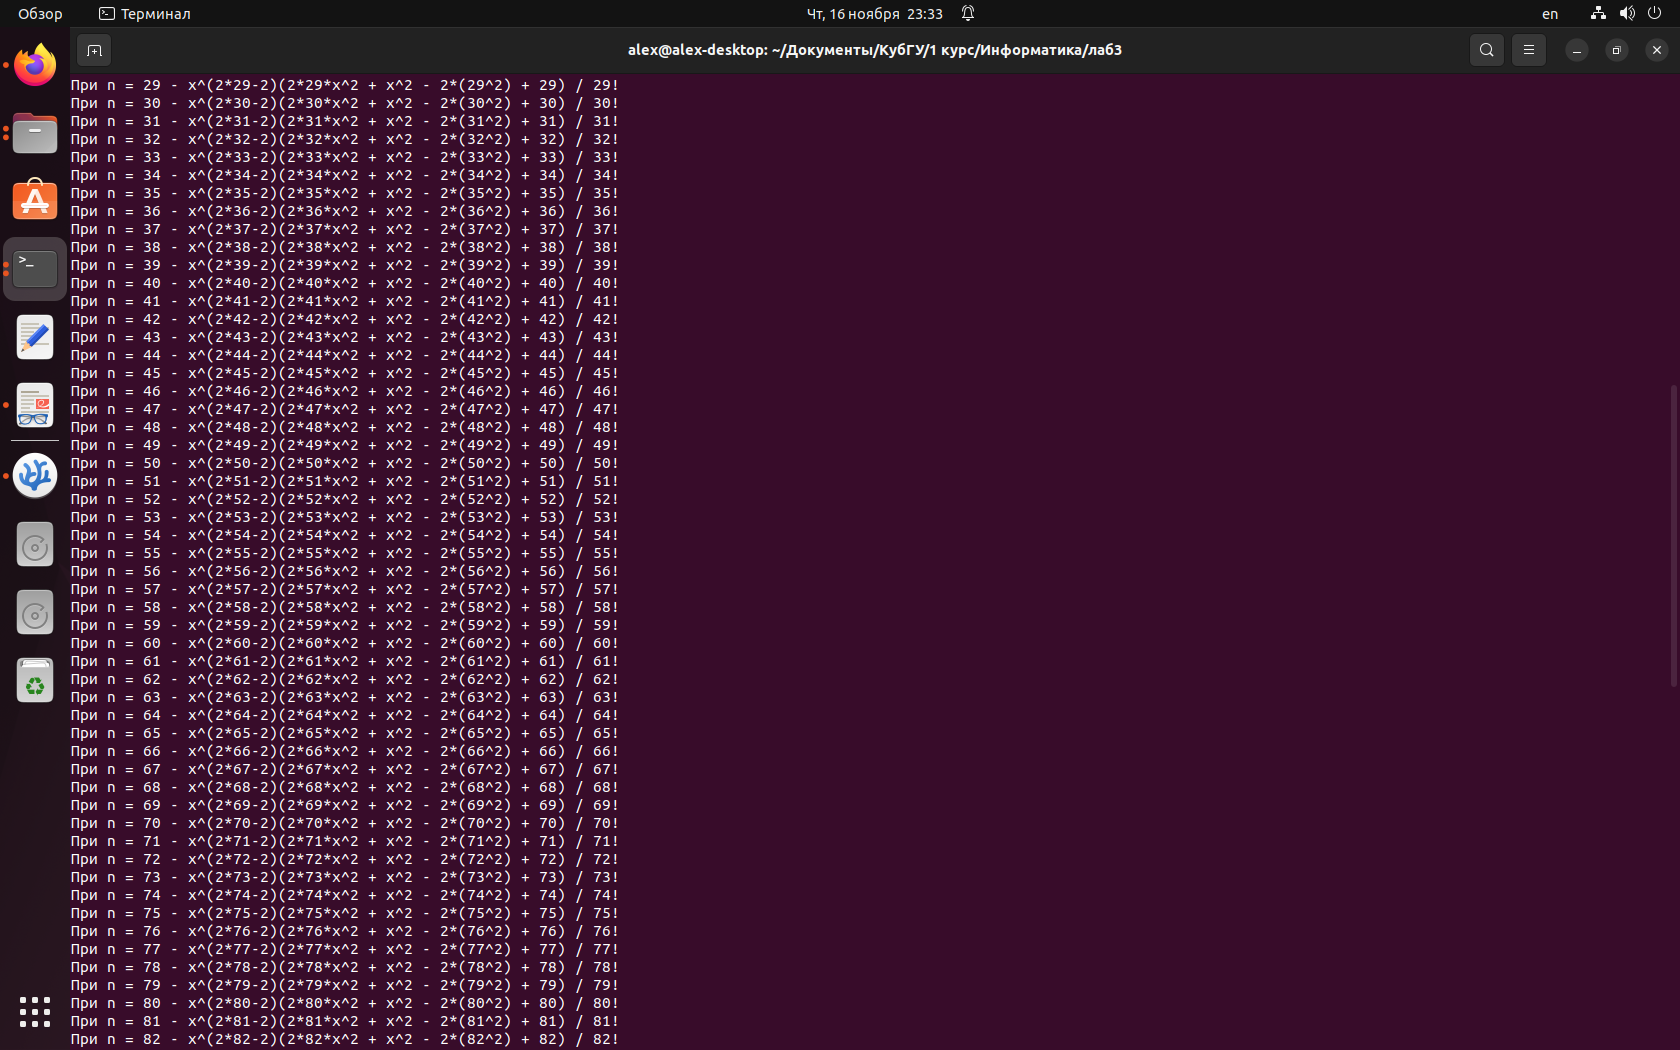 Обзор
Терминал
Чт, 16 ноября 23:33
en
alex@alex-desktop: ~/Документы/КубГУ/1 курс/Информатика/лаб3
При n = 29 - x^(2*29-2)(2*29*x^2 + x^2 - 2*(29^2) + 29) / 29!
При n = 30 - x^(2*30-2)(2*30*x^2 + x^2 - 2*(30^2) + 30) / 30!
При n = 31 - x^(2*31-2)(2*31*x^2 + x^2 - 2*(31^2) + 31) / 31!
При n = 32 - x^(2*32-2)(2*32*x^2 + x^2 - 2*(32^2) + 32) / 32!
При n = 33 - x^(2*33-2)(2*33*x^2 + x^2 - 2*(33^2) + 33) / 33!
При n = 34 - x^(2*34-2)(2*34*x^2 + x^2 - 2*(34^2) + 34) / 34!
При n = 35 - x^(2*35-2)(2*35*x^2 + x^2 - 2*(35^2) + 35) / 35!
При n = 36 - x^(2*36-2)(2*36*x^2 + x^2 - 2*(36^2) + 36) / 36!
При n = 37 - x^(2*37-2)(2*37*x^2 + x^2 - 2*(37^2) + 37) / 37!
При n = 38 - x^(2*38-2)(2*38*x^2 + x^2 - 2*(38^2) + 38) / 38!
При n = 39 - x^(2*39-2)(2*39*x^2 + x^2 - 2*(39^2) + 39) / 39!
При n = 40 - x^(2*40-2)(2*40*x^2 + x^2 - 2*(40^2) + 40) / 40!
При n = 41 - x^(2*41-2)(2*41*x^2 + x^2 - 2*(41^2) + 41) / 41!
При n = 42 - x^(2*42-2)(2*42*x^2 + x^2 - 2*(42^2) + 42) / 42!
При n = 43 - x^(2*43-2)(2*43*x^2 + x^2 - 2*(43^2) + 43) / 43!
При n = 44 - x^(2*44-2)(2*44*x^2 + x^2 - 2*(44^2) + 44) / 44!
При n = 45 - x^(2*45-2)(2*45*x^2 + x^2 - 2*(45^2) + 45) / 45!
При n = 46 - x^(2*46-2)(2*46*x^2 + x^2 - 2*(46^2) + 46) / 46!
При n = 47 - x^(2*47-2)(2*47*x^2 + x^2 - 2*(47^2) + 47) / 47!
При n = 48 - x^(2*48-2)(2*48*x^2 + x^2 - 2*(48^2) + 48) / 48!
При n = 49 - x^(2*49-2)(2*49*x^2 + x^2 - 2*(49^2) + 49) / 49!
При n = 50 - x^(2*50-2)(2*50*x^2 + x^2 - 2*(50^2) + 50) / 50!
При n = 51 - x^(2*51-2)(2*51*x^2 + x^2 - 2*(51^2) + 51) / 51!
При n = 52 - x^(2*52-2)(2*52*x^2 + x^2 - 2*(52^2) + 52) / 52!
При n = 53 - x^(2*53-2)(2*53*x^2 + x^2 - 2*(53^2) + 53) / 53!
При n = 54 - x^(2*54-2)(2*54*x^2 + x^2 - 2*(54^2) + 54) / 54!
При n = 55 - x^(2*55-2)(2*55*x^2 + x^2 - 2*(55^2) + 55) / 55!
При n = 56 - x^(2*56-2)(2*56*x^2 + x^2 - 2*(56^2) + 56) / 56!
При n = 57 - x^(2*57-2)(2*57*x^2 + x^2 - 2*(57^2) + 57) / 57!
При n = 58 - x^(2*58-2)(2*58*x^2 + x^2 - 2*(58^2) + 58) / 58!
При n = 59 - x^(2*59-2)(2*59*x^2 + x^2 - 2*(59^2) + 59) / 59!
При n = 60 - x^(2*60-2)(2*60*x^2 + x^2 - 2*(60^2) + 60) / 60!
При n = 61 - x^(2*61-2)(2*61*x^2 + x^2 - 2*(61^2) + 61) / 61!
При n = 62 - x^(2*62-2)(2*62*x^2 + x^2 - 2*(62^2) + 62) / 62!
При n = 63 - x^(2*63-2)(2*63*x^2 + x^2 - 2*(63^2) + 63) / 63!
При n = 64 - x^(2*64-2)(2*64*x^2 + x^2 - 2*(64^2) + 64) / 64!
При n = 65 - x^(2*65-2)(2*65*x^2 + x^2 - 2*(65^2) + 65) / 65!
При n = 66 - x^(2*66-2)(2*66*x^2 + x^2 - 2*(66^2) + 66) / 66!
При n = 67 - x^(2*67-2)(2*67*x^2 + x^2 - 2*(67^2) + 67) / 67!
При n = 68 - x^(2*68-2)(2*68*x^2 + x^2 - 2*(68^2) + 68) / 68!
При n = 69 - x^(2*69-2)(2*69*x^2 + x^2 - 2*(69^2) + 69) / 69!
При n = 70 - x^(2*70-2)(2*70*x^2 + x^2 - 2*(70^2) + 70) / 70!
При n = 71 - x^(2*71-2)(2*71*x^2 + x^2 - 2*(71^2) + 71) / 71!
При n = 72 - x^(2*72-2)(2*72*x^2 + x^2 - 2*(72^2) + 72) / 72!
При n = 73 - x^(2*73-2)(2*73*x^2 + x^2 - 2*(73^2) + 73) / 73!
При n = 74 - x^(2*74-2)(2*74*x^2 + x^2 - 2*(74^2) + 74) / 74!
При n = 75 - x^(2*75-2)(2*75*x^2 + x^2 - 2*(75^2) + 75) / 75!
При n = 76 - x^(2*76-2)(2*76*x^2 + x^2 - 2*(76^2) + 76) / 76!
При n = 77 - x^(2*77-2)(2*77*x^2 + x^2 - 2*(77^2) + 77) / 77!
При n = 78 - x^(2*78-2)(2*78*x^2 + x^2 - 2*(78^2) + 78) / 78!
При n = 79 - x^(2*79-2)(2*79*x^2 + x^2 - 2*(79^2) + 79) / 79!
При n = 80 - x^(2*80-2)(2*80*x^2 + x^2 - 2*(80^2) + 80) / 80!
При n = 81 - x^(2*81-2)(2*81*x^2 + x^2 - 2*(81^2) + 81) / 81!
При n = 82 - x^(2*82-2)(2*82*x^2 + x^2 - 2*(82^2) + 82) / 82!